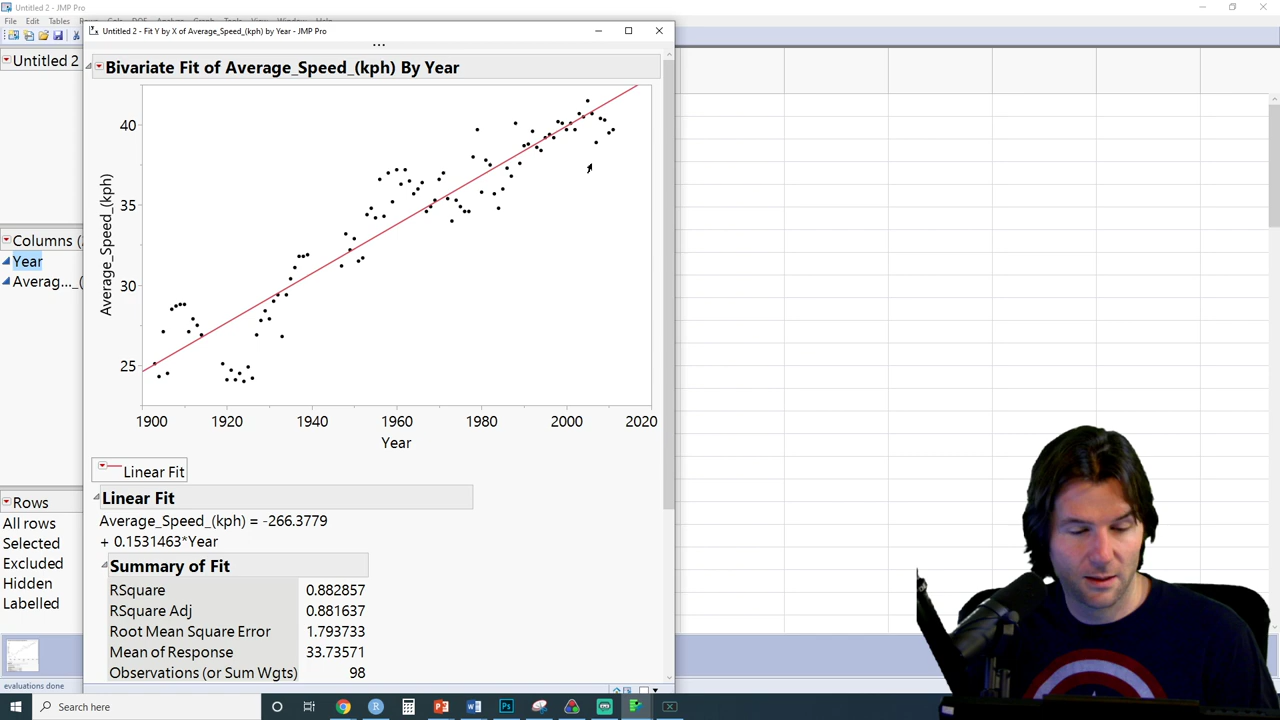 Untitled 2 - JMP Pro
File Edit Tables
Untitled 2 - Fit Y by X of Average_Speed_(kph) by Year - JMP Pro
Untitled 2
Bivariate Fit of Average_Speed_(kph) By Year
Average_Speed_(kph)
40
35
30
25
1900 1920 1940 1960 1980 2000 2020
Year
Columns (
Year
Averag..._(
Linear Fit
Linear Fit
Average_Speed_(kph) = -266.3779
+ 0.1531463*Year
Summary of Fit
RSquare 0.882857
RSquare Adj 0.881637
Root Mean Square Error 1.793733
Mean of Response 33.73571
Observations (or Sum Wgts) 98
Rows
All rows
Selected
Excluded
Hidden
Labelled
evaluations done
Search here